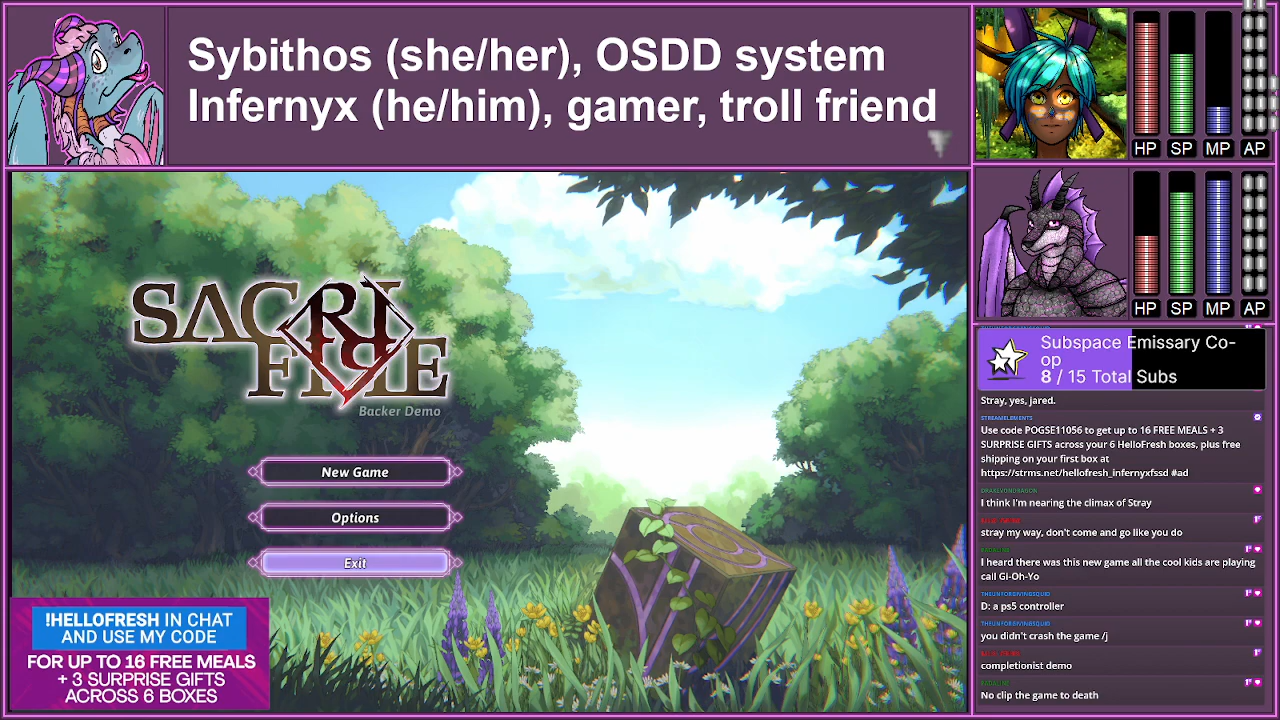 Sybithos (she/her), OSDD system
Infernyx (he/him), gamer, troll friend
HP SP MP AP
HP SP MP AP
SACRI
FIRE
Backer Demo
New Game
Options
Exit
!HELLOFRESH IN CHAT
AND USE MY CODE
FOR UP TO 16 FREE MEALS
+ 3 SURPRISE GIFTS
ACROSS 6 BOXES
Subspace Emissary Co-
op
8 / 15 Total Subs
Stray, yes, jared.
STREAMELEMENTS
Use code POGSE11056 to get up to 16 FREE MEALS + 3
SURPRISE GIFTS across your 6 HelloFresh boxes, plus free
shipping on your first box at
https://strms.net/hellofresh_infernyxfssd #ad
I think I'm nearing the climax of Stray
stray my way, don't come and go like you do
I heard there was this new game all the cool kids are playing
call Gi-Oh-Yo
THEUNFORGIVINGSQUID
D: a ps5 controller
THEUNFORGIVINGSQUID
you didn't crash the game /j
completionist demo
No clip the game to death